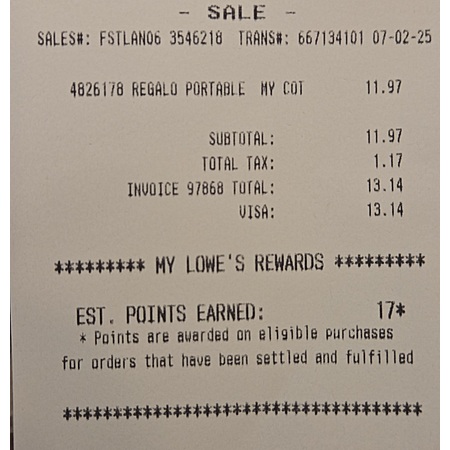 - SALE -
SALES#: FSTLAN06 3546218 TRANS#: 667134101 07-02-25
4826178 REGALO PORTABLE MY COT 11.97
SUBTOTAL: 11.97
TOTAL TAX: 1.17
INVOICE 97868 TOTAL: 13.14
VISA: 13.14
********* MY LOWE'S REWARDS *********
EST. POINTS EARNED: 17*
* Points are awarded on eligible purchases
for orders that have been settled and fulfilled
*************************************